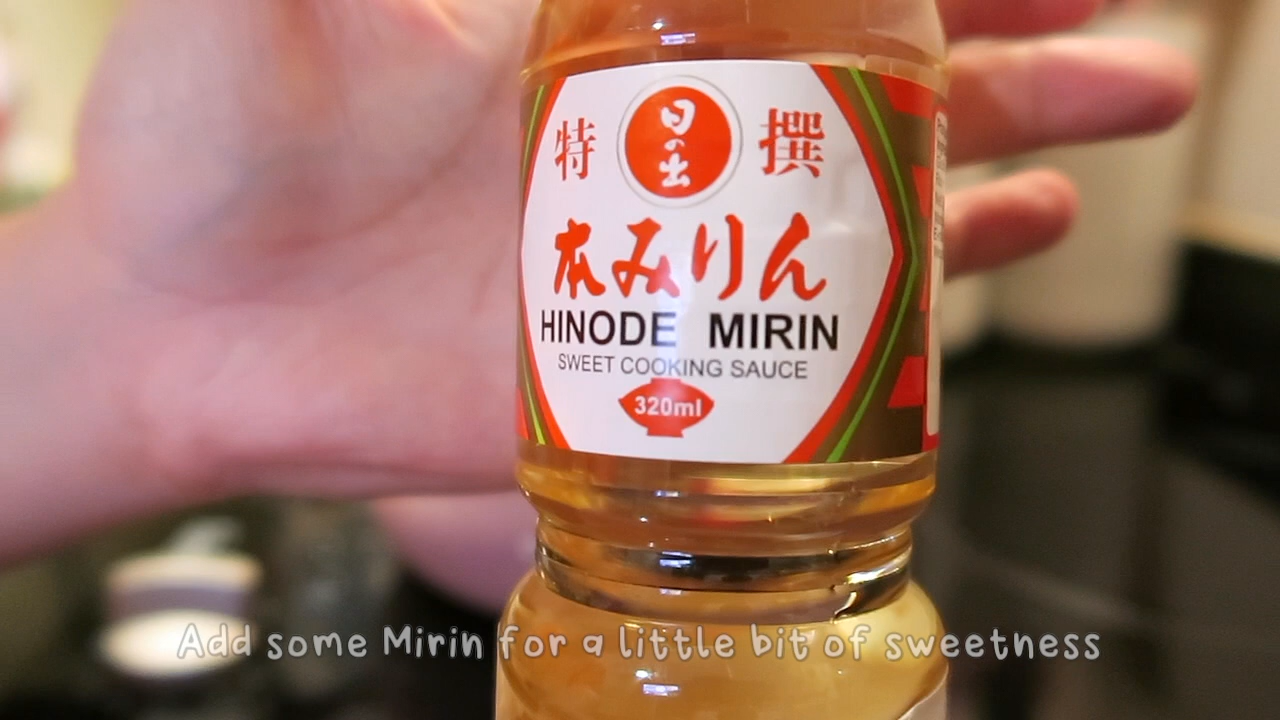 特 日の出 撰
本みりん
HINODE MIRIN
SWEET COOKING SAUCE
320ml
Add some Mirin for a little bit of sweetness